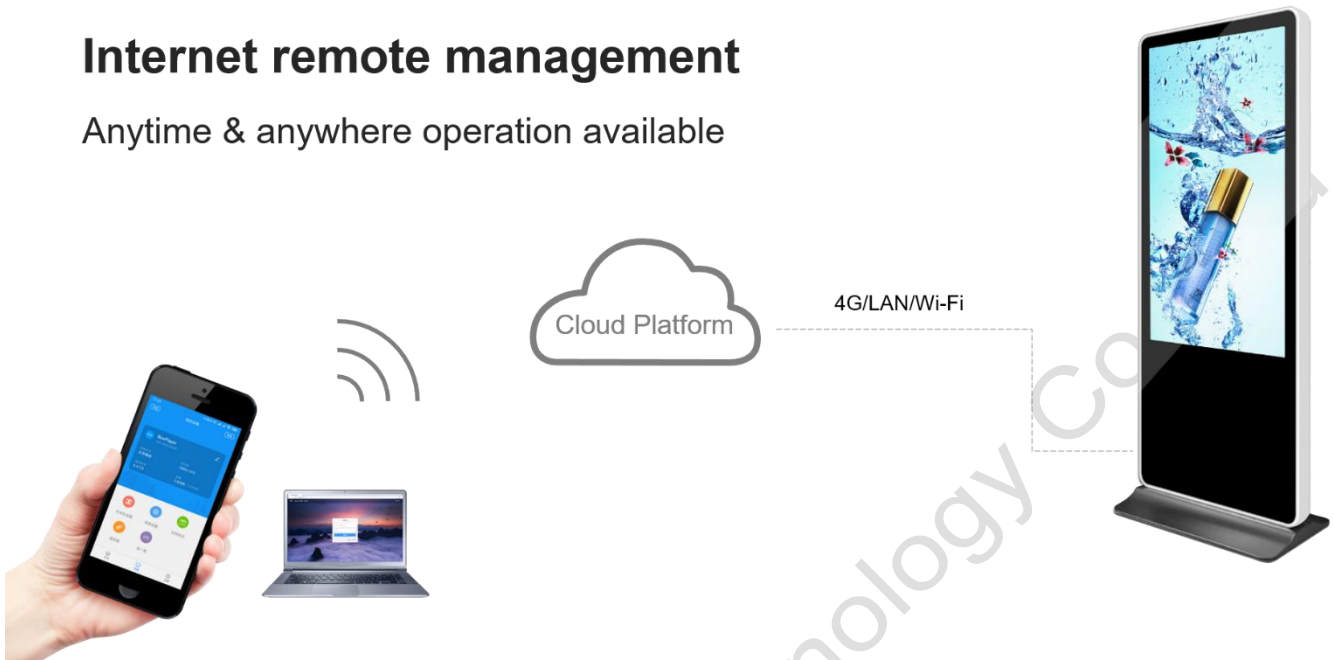 Internet remote management
Anytime & anywhere operation available
Cloud Platform
4G/LAN/Wi-Fi